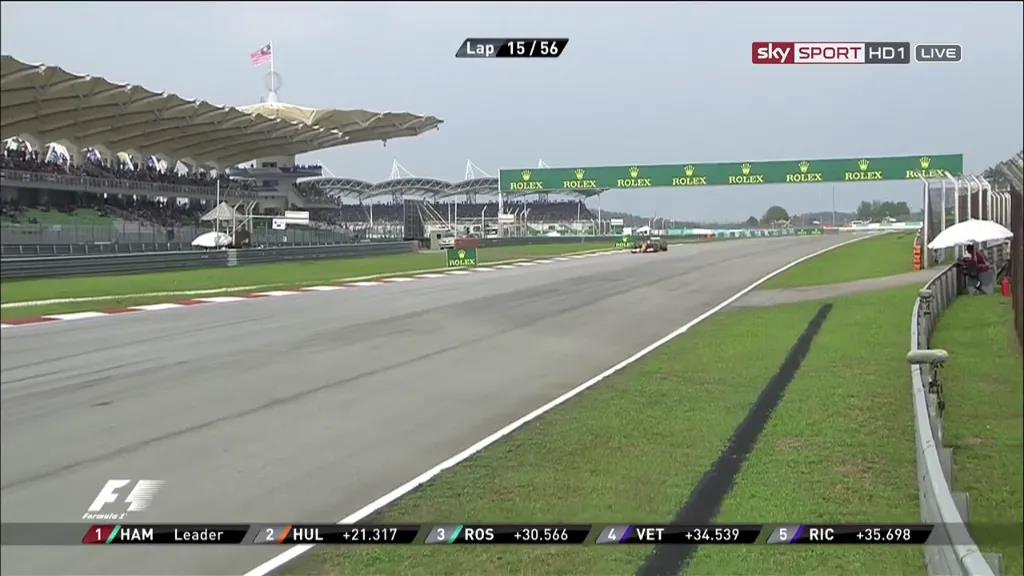 Lap 15/56
sky SPORT HD1 LIVE
ROLEX ROLEX ROLEX ROLEX ROLEX ROLEX ROLEX ROLEX
ROLEX
ROLEX
F1
Formula 1
1 HAM Leader 2 HUL +21.317 3 ROS +30.566 4 VET +34.539 5 RIC +35.698